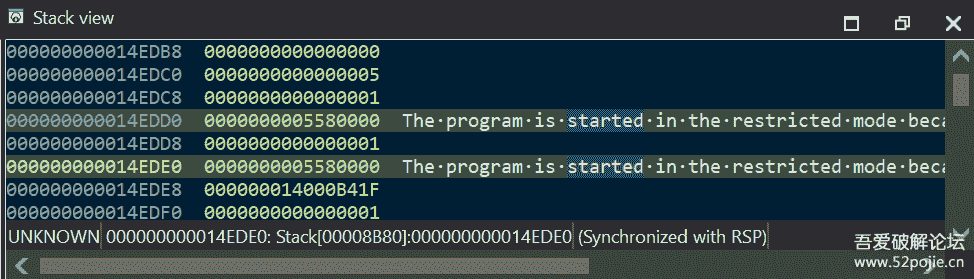 Stack view
000000000014EDB8 0000000000000000
000000000014EDC0 0000000000000005
000000000014EDC8 0000000000000001
000000000014EDD0 0000000005580000 The·program·is·started·in·the·restricted·mode·beca
000000000014EDD8 0000000000000001
000000000014EDE0 0000000005580000 The·program·is·started·in·the·restricted·mode·beca
000000000014EDE8 000000014000B41F
000000000014EDF0 0000000000000001
UNKNOWN 000000000014EDE0: Stack[00008B80]:000000000014EDE0 (Synchronized with RSP)
吾爱破解论坛
www.52pojie.cn